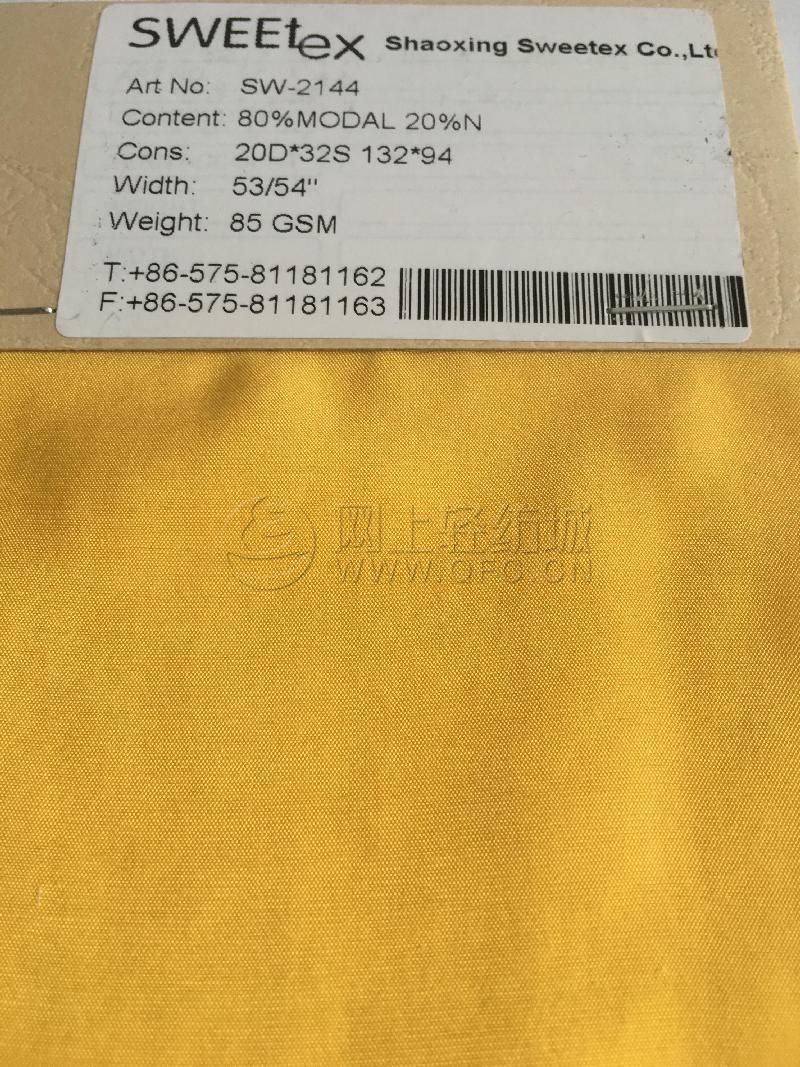 SWEEtex Shaoxing Sweetex Co.,Lt
Art No: SW-2144
Content: 80%MODAL 20%N
Cons: 20D*32S 132*94
Width: 53/54"
Weight: 85 GSM
T:+86-575-81181162
F:+86-575-81181163
网上轻纺城
WWW.QFC.CN